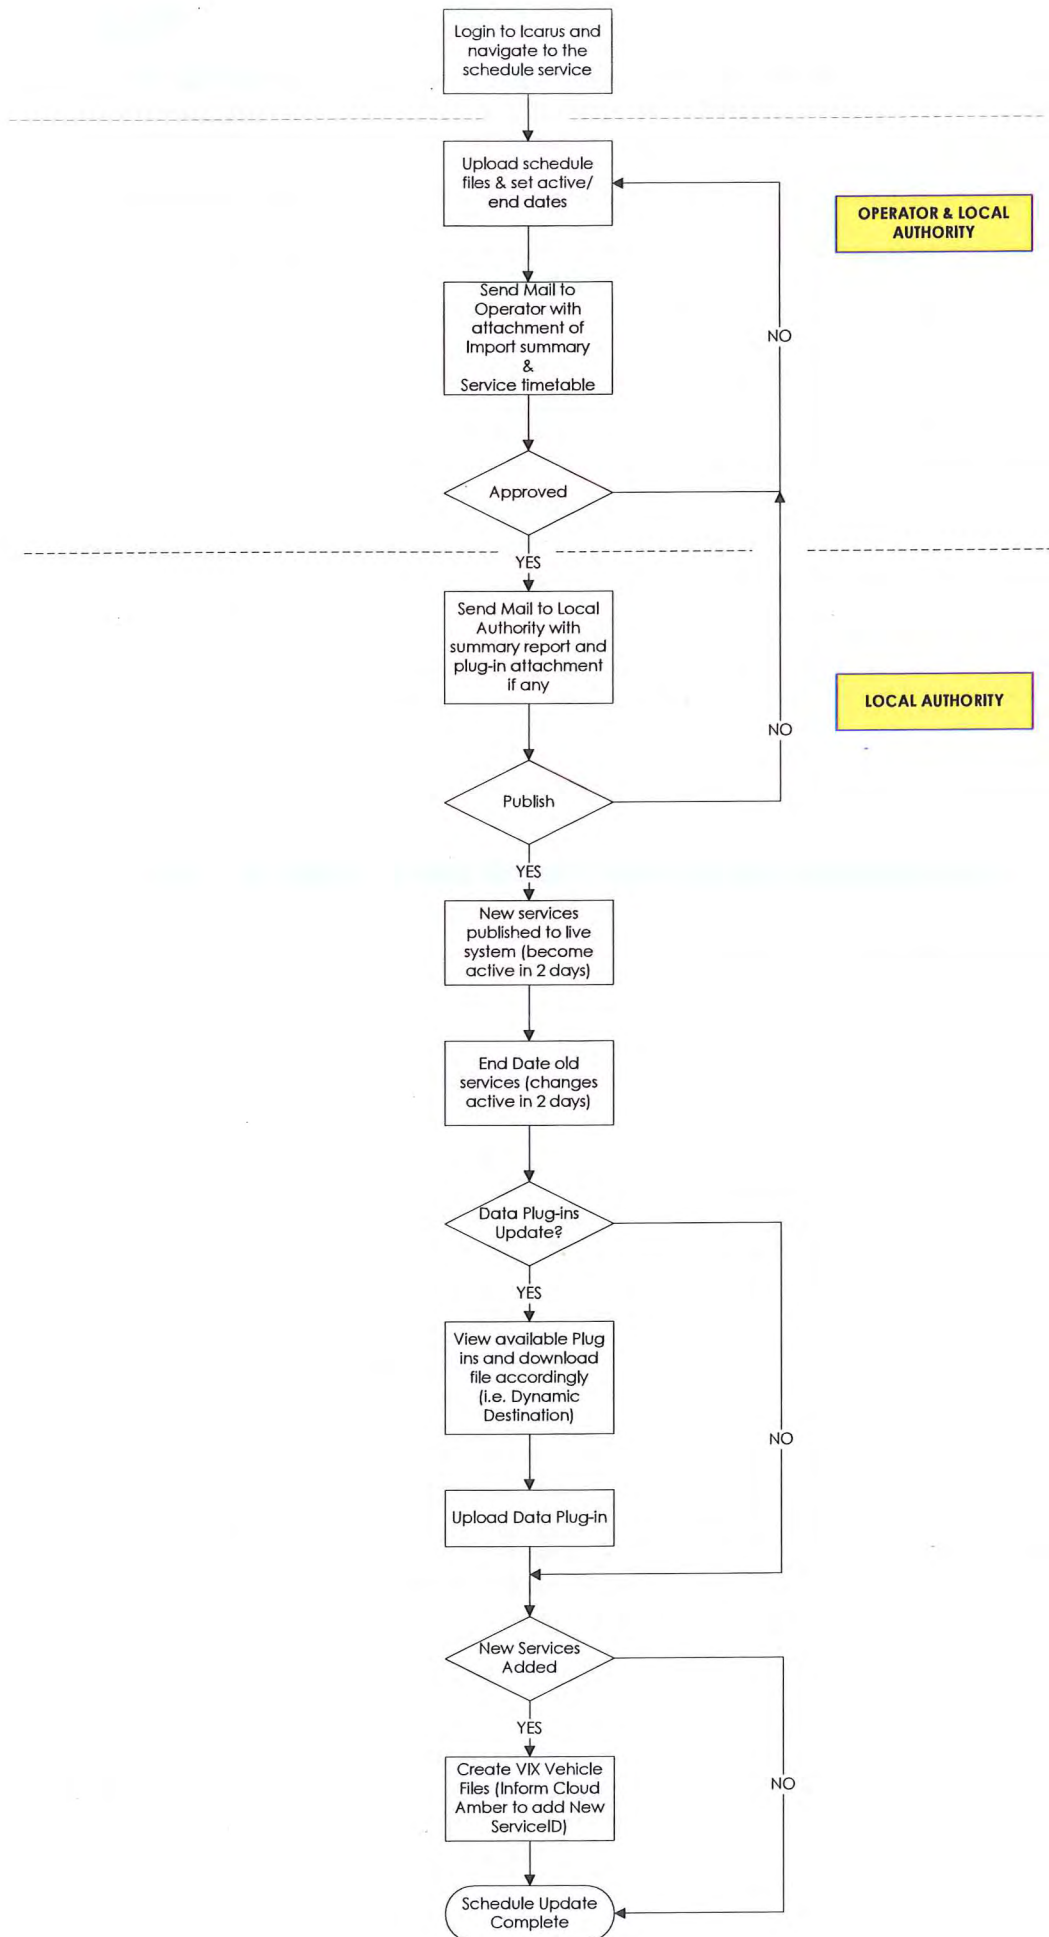 Login to Icarus and
navigate to the
schedule service
Upload schedule
files & set active/
end dates
OPERATOR & LOCAL
AUTHORITY
Send Mail to
Operator with
attachment of
Import summary
&
Service timetable
NO
Approved
YES
Send Mail to Local
Authority with
summary report and
plug-in attachment
if any
LOCAL AUTHORITY
NO
Publish
YES
New services
published to live
system (become
active in 2 days)
End Date old
services (changes
active in 2 days)
Data Plug-ins
Update?
YES
View available Plug
ins and download
file accordingly
(i.e. Dynamic
Destination)
NO
Upload Data Plug-in
New Services
Added
YES
Create VIX Vehicle
Files (Inform Cloud
Amber to add New
ServiceID)
NO
Schedule Update
Complete